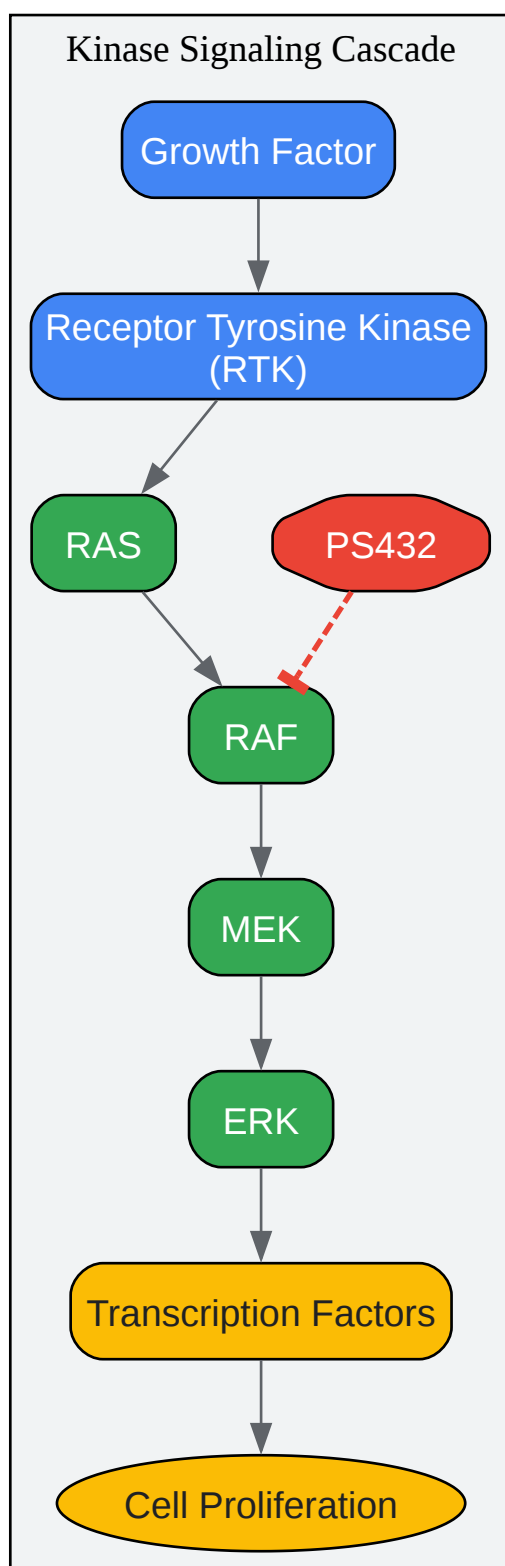 Kinase Signaling Cascade
Growth Factor
Receptor Tyrosine Kinase
(RTK)
RAS
PS432
RAF
MEK
ERK
Transcription Factors
Cell Proliferation